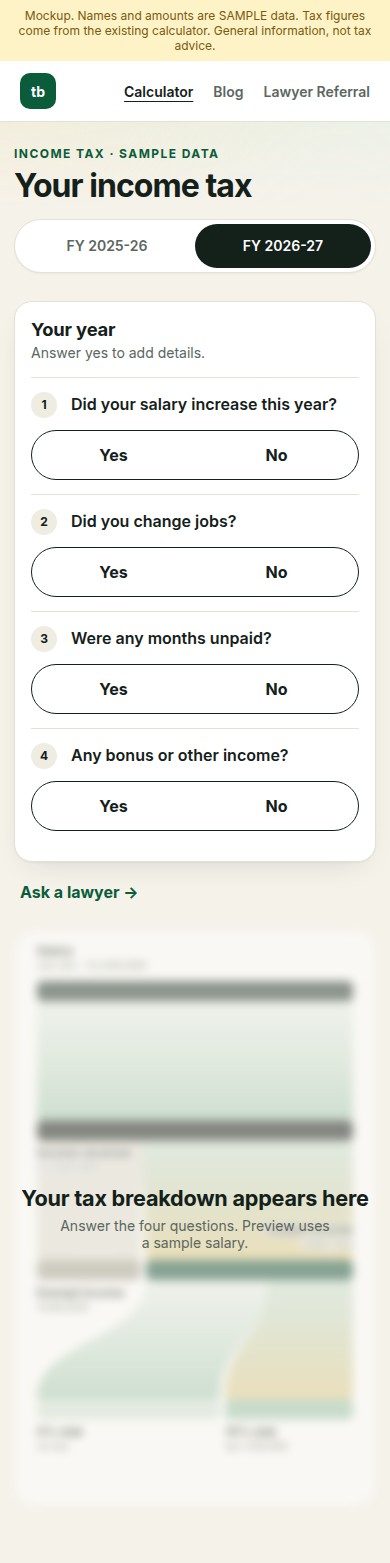 Mockup. Names and amounts are SAMPLE data. Tax figures
come from the existing calculator. General information, not tax
advice.
tb
Calculator
Blog
Lawyer Referral
INCOME TAX · SAMPLE DATA
Your income tax
FY 2025-26
FY 2026-27
Your year
Answer yes to add details.
1 Did your salary increase this year?
Yes No
2 Did you change jobs?
Yes No
3 Were any months unpaid?
Yes No
4 Any bonus or other income?
Yes No
Ask a lawyer →
Your tax breakdown appears here
Answer the four questions. Preview uses
a sample salary.